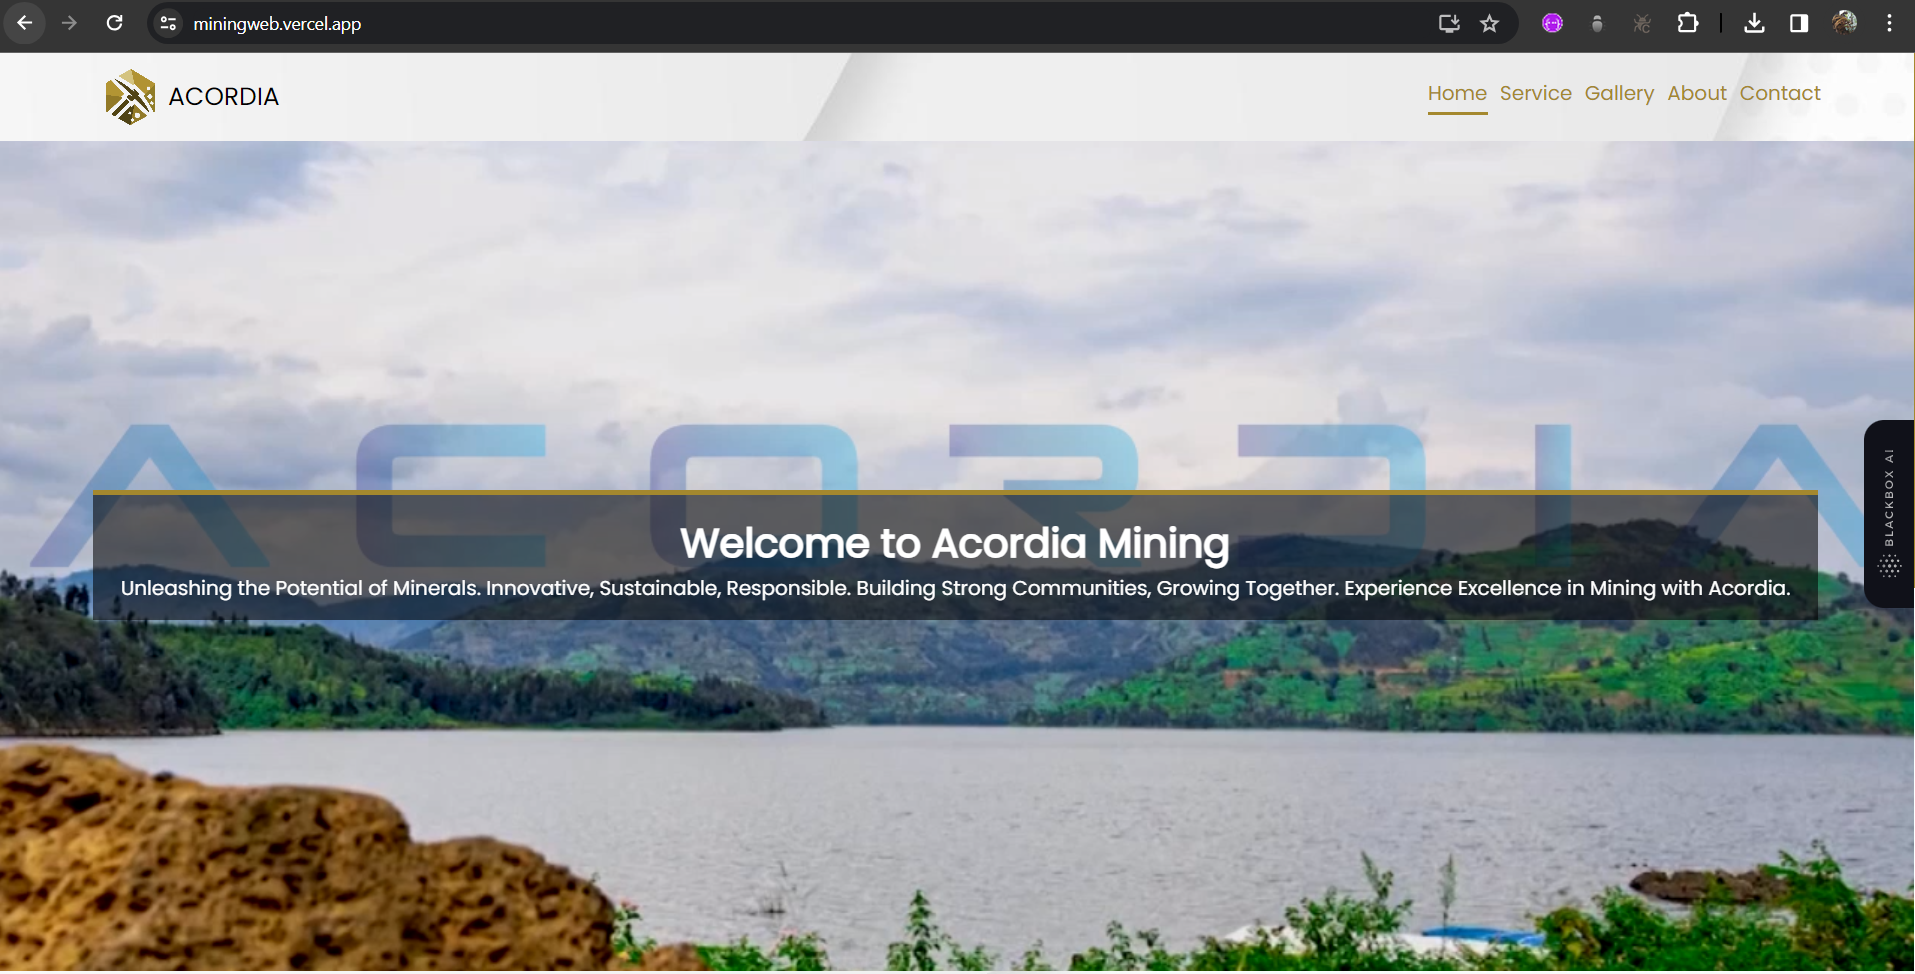 miningweb.vercel.app
ACORDIA
Home Service Gallery About Contact
ACORDIA
Welcome to Acordia Mining
Unleashing the Potential of Minerals. Innovative, Sustainable, Responsible. Building Strong Communities, Growing Together. Experience Excellence in Mining with Acordia.
BLACKBOX AI